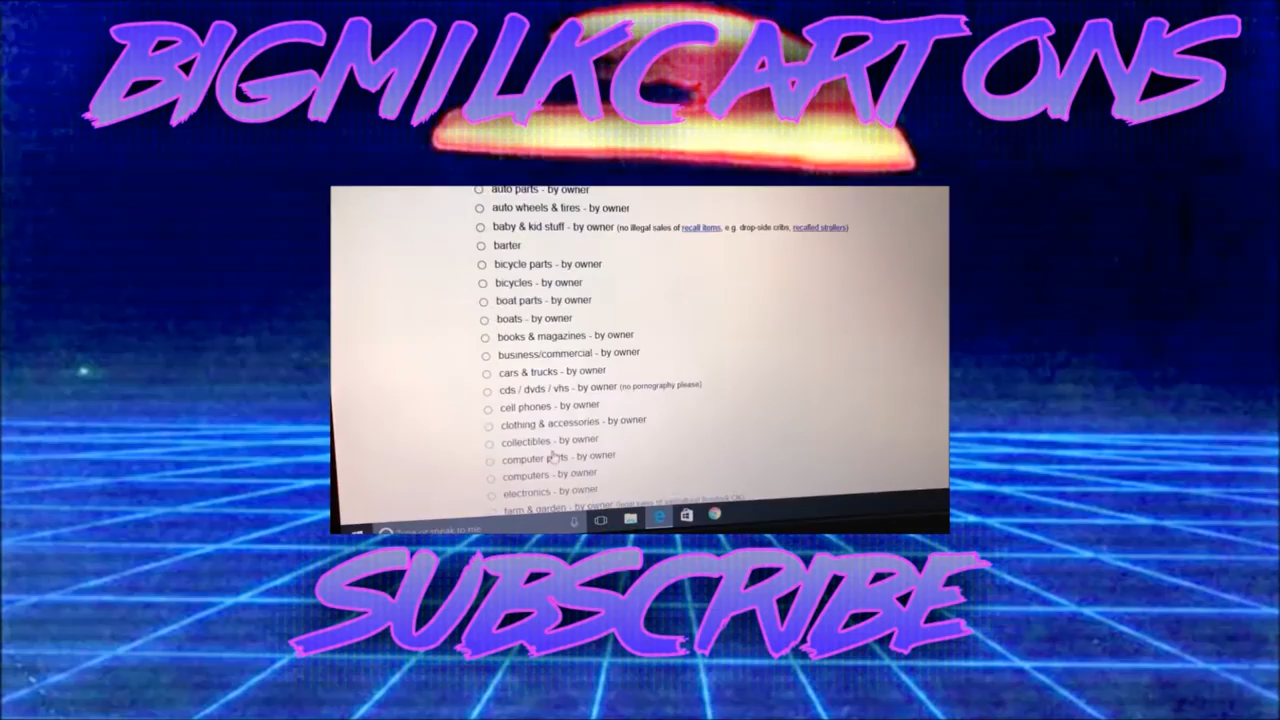 BIGMILKCARTONS
auto parts - by owner
auto wheels & tires - by owner
baby & kid stuff - by owner (no illegal sales of recall items, e.g. drop-side cribs, recalled strollers)
barter
bicycle parts - by owner
bicycles - by owner
boat parts - by owner
boats - by owner
books & magazines - by owner
business/commercial - by owner
cars & trucks - by owner
cds / dvds / vhs - by owner (no pornography please)
cell phones - by owner
clothing & accessories - by owner
collectibles - by owner
computer parts - by owner
computers - by owner
electronics - by owner
farm & garden - by owner
SUBSCRIBE